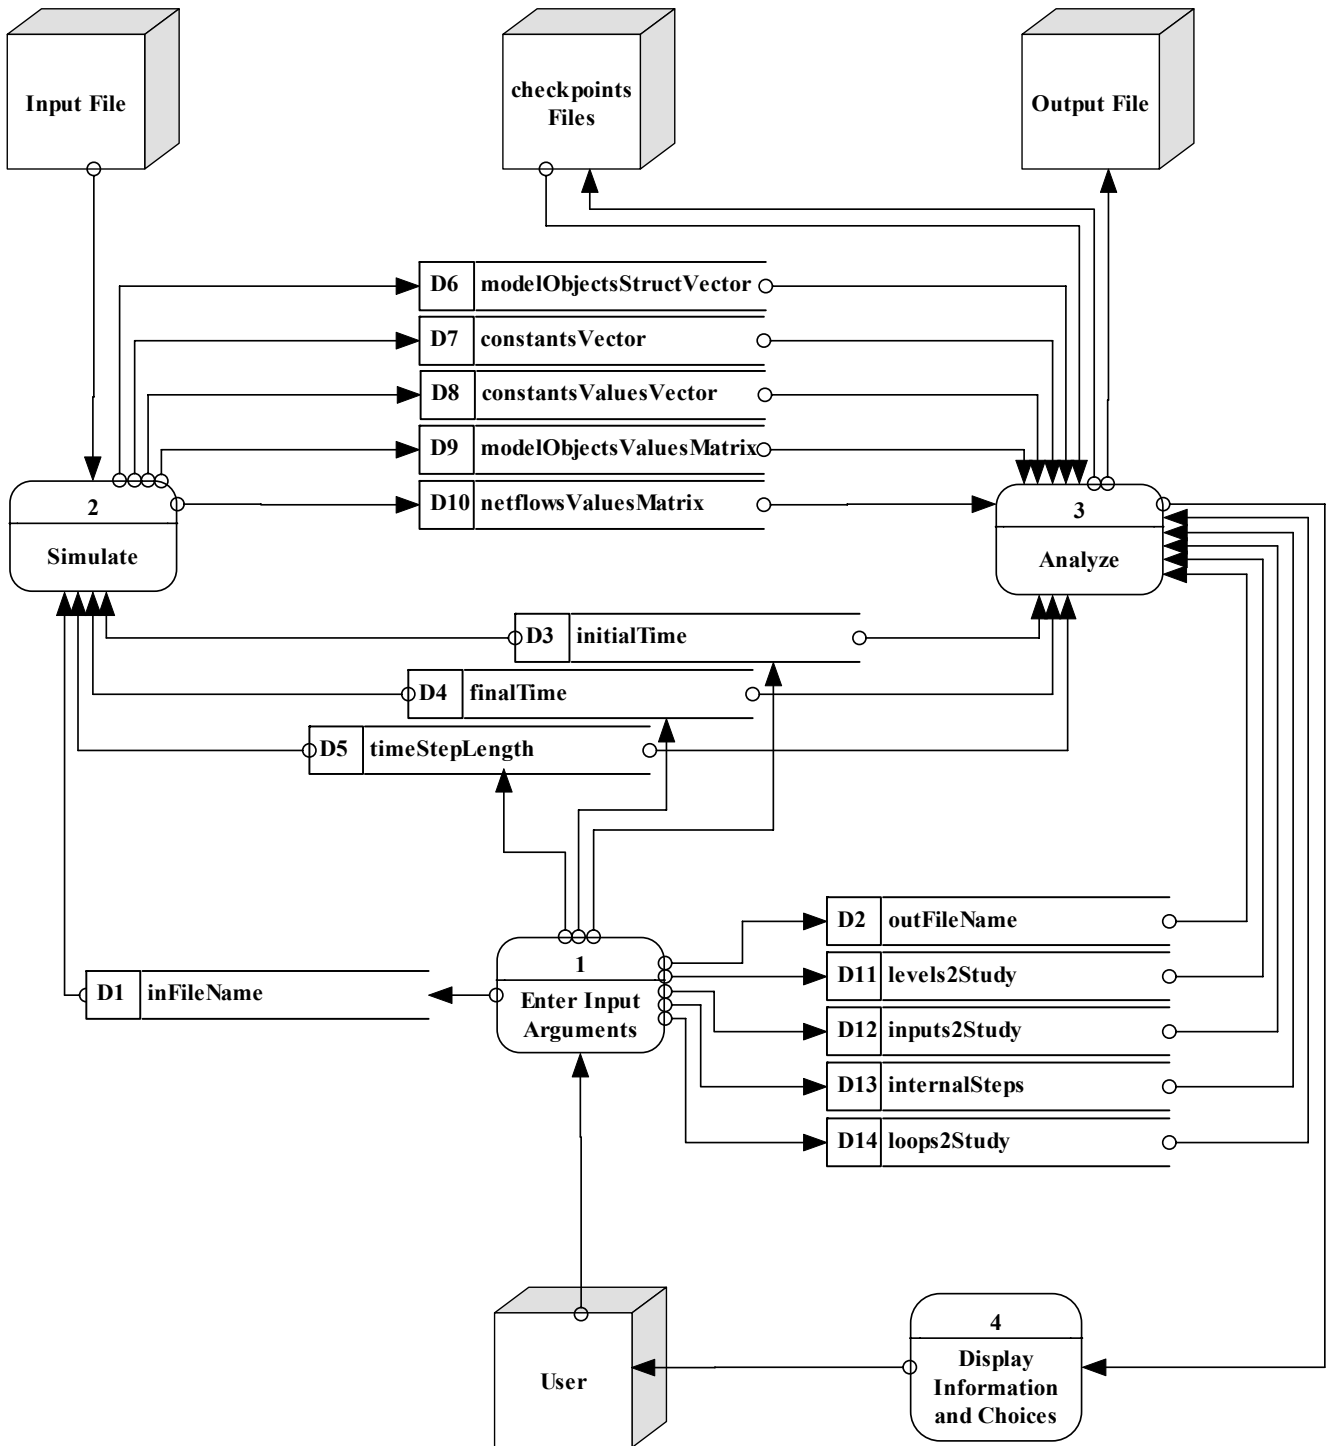 Input File
checkpoints
Files
Output File
D6 modelObjectsStructVector
D7 constantsVector
D8 constantsValuesVector
D9 modelObjectsValuesMatrix
D10 netflowsValuesMatrix
2
Simulate
3
Analyze
D3 initialTime
D4 finalTime
D5 timeStepLength
D2 outFileName
D11 levels2Study
D12 inputs2Study
D13 internalSteps
D14 loops2Study
D1 inFileName
1
Enter Input
Arguments
User
4
Display
Information
and Choices